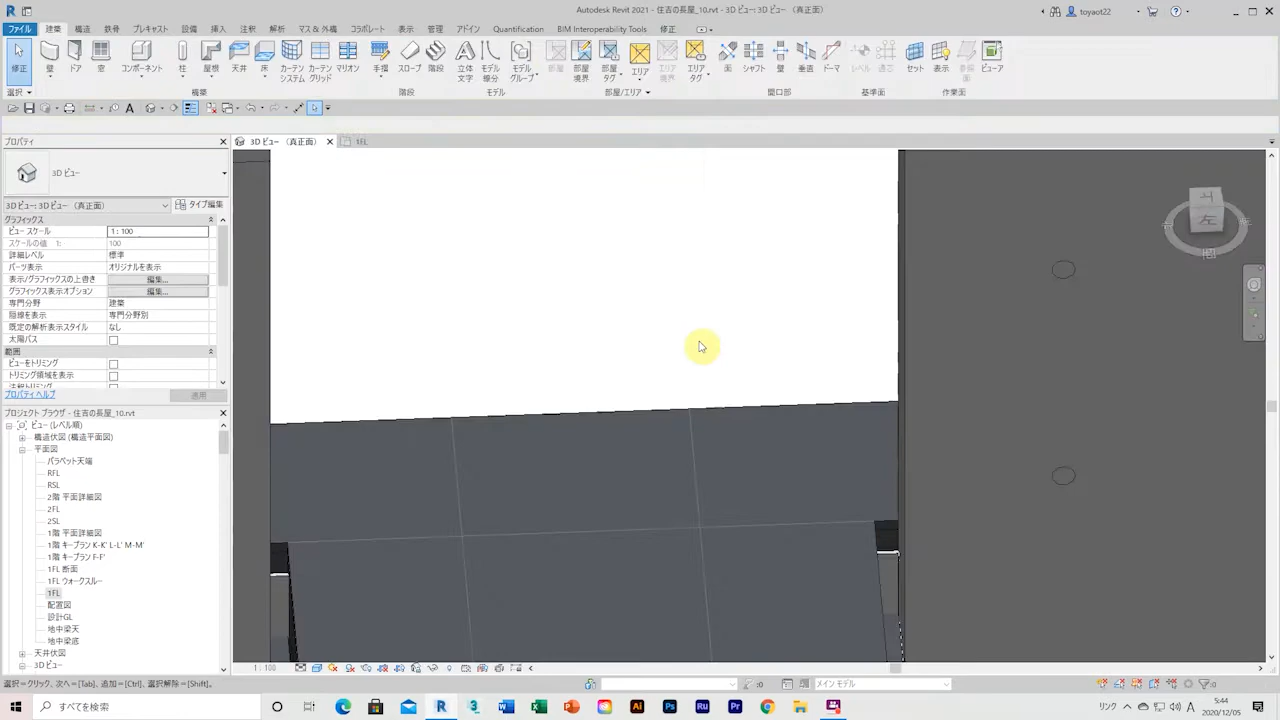 Autodesk Revit 2021 - 住吉の長屋_10.rvt - 3D ビュー: 3D ビュー （真正面）
toyaot22
ファイル 建築 構造 鉄骨 プレキャスト 設備 挿入 注釈 解析 マス & 外構 コラボレート 表示 管理 アドイン Quantification BIM Interoperability Tools 修正
修正 壁 ドア 窓 コンポーネント 柱 屋根 天井 床 カーテン システム カーテン グリッド マリオン 手摺 スロープ 階段 モデル 文字 モデル 線分 モデル グループ 部屋 部屋 境界 部屋 タグ エリア エリア 境界 エリア タグ 面 シャフト 壁 垂直 ドーマ レベル 通芯 セット 表示 参照 面 ビューア
選択 構築 階段 モデル 部屋/エリア 開口部 基準面 作業面
プロパティ
3D ビュー （真正面） 1FL
3D ビュー
3D ビュー: 3D ビュー （真正面） タイプ編集
グラフィックス
ビュー スケール 1 : 100
スケールの値 1: 100
詳細レベル 標準
パーツ表示 オリジナルを表示
表示/グラフィックスの上書き 編集...
グラフィックス表示オプション 編集...
専門分野 建築
隠線を表示 専門分野別
既定の解析表示スタイル なし
太陽パス
範囲
ビューをトリミング
トリミング領域を表示
注釈トリミング
プロパティ ヘルプ 適用
プロジェクト ブラウザ - 住吉の長屋_10.rvt
ビュー (レベル順)
構造伏図 (構造平面図)
平面図
パラペット天端
RFL
RSL
2階 平面詳細図
2FL
2SL
1階 平面詳細図
1階 キープラン K-K' L-L' M-M'
1階 キープラン F-F'
1FL 断面
1FL ウォークスルー
1FL
配置図
設計GL
地中梁天
地中梁底
天井伏図
3D ビュー
上
左
1 : 100
選択 =クリック、次へ=[Tab]、追加=[Ctrl]、選択解除 =[Shift]。
:0 メイン モデル :0
すべてを検索
リンク
5:44
2020/12/05